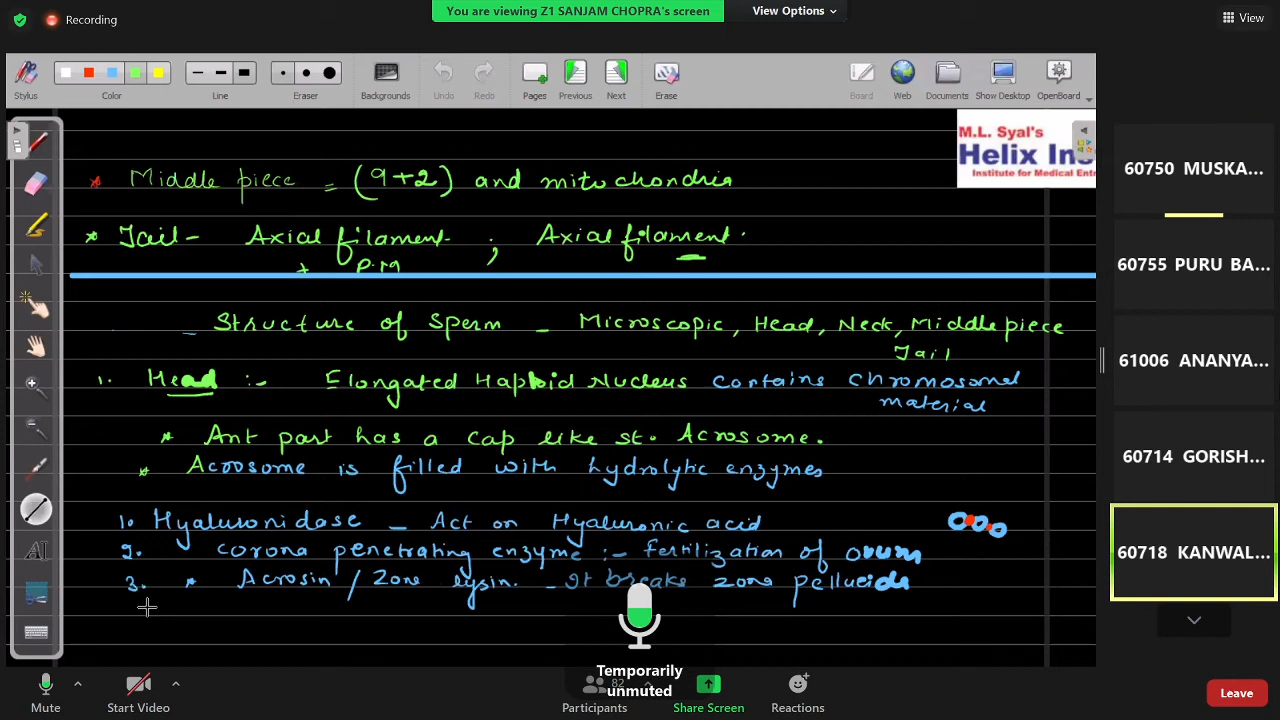 Recording
You are viewing Z1 SANJAM CHOPRA's screen
View Options
View
Stylus
Color
Line
Eraser
Backgrounds
Undo
Redo
Pages
Previous
Next
Erase
Board
Web
Documents
Show Desktop
OpenBoard
M.L. Syal's
Helix Ins
Institute for Medical Entr
* Middle piece = (9+2) and mitochondria
* Tail - Axial filament ; Axial filament.
+ P.M
- Structure of Sperm - Microscopic, Head, Neck, Middle piece
Tail
1. Head :- Elongated Haploid Nucleus contains chromosomal
material
* Ant part has a cap like st. Acrosome.
* Acrosome is filled with hydrolytic enzymes
1. Hyaluronidase - Act on Hyaluronic acid
2. corona penetrating enzyme :- fertilization of ovum
3. * Acrosin / Zona lysin. - It breaks zona pellucida
60750 MUSKA...
60755 PURU BA...
61006 ANANYA...
60714 GORISH...
60718 KANWAL...
Temporarily
unmuted
Mute
Start Video
82
Participants
Share Screen
Reactions
Leave